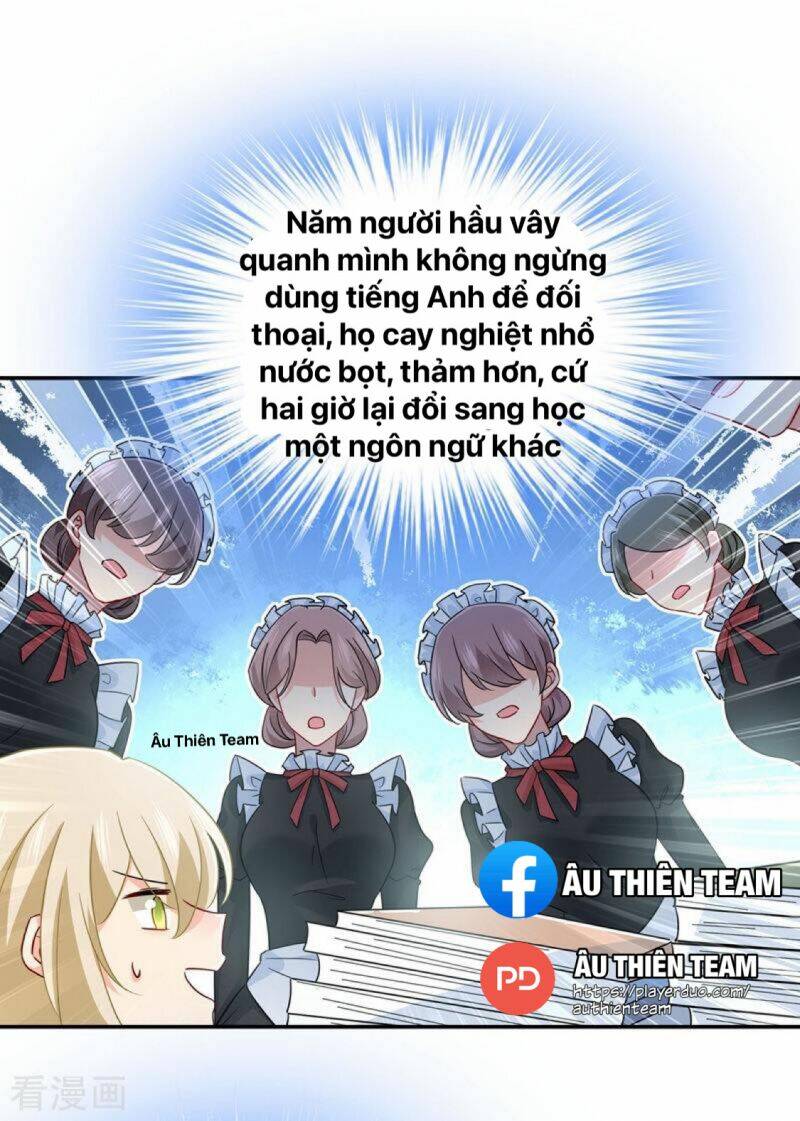 Năm người hầu vây
quanh mình không ngừng
dùng tiếng Anh để đối
thoại, họ cay nghiệt nhổ
nước bọt, thảm hơn, cứ
hai giờ lại đổi sang học
một ngôn ngữ khác
Âu Thiên Team
f ÂU THIÊN TEAM
PD ÂU THIÊN TEAM
https://playerduo.com/
authienteam
看漫画